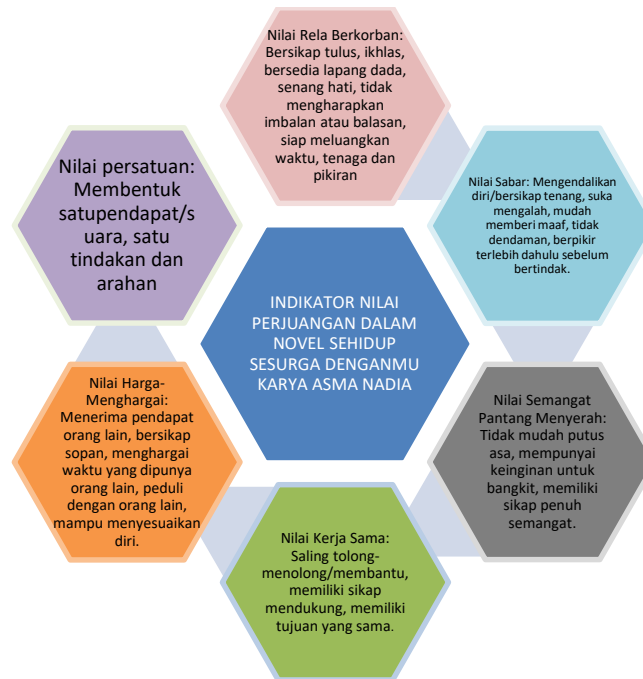 Nilai Rela Berkorban:
Bersikap tulus, ikhlas,
bersedia lapang dada,
senang hati, tidak
mengharapkan
imbalan atau balasan,
siap meluangkan
waktu, tenaga dan
pikiran
Nilai persatuan:
Membentuk
satupendapat/s
uara, satu
tindakan dan
arahan
Nilai Sabar: Mengendalikan
diri/bersikap tenang, suka
mengalah, mudah
memberi maaf, tidak
dendaman, berpikir
terlebih dahulu sebelum
bertindak.
INDIKATOR NILAI
PERJUANGAN DALAM
NOVEL SEHIDUP
SESURGA DENGANMU
KARYA ASMA NADIA
Nilai Harga-
Menghargai:
Menerima pendapat
orang lain, bersikap
sopan, menghargai
waktu yang dipunya
orang lain, peduli
dengan orang lain,
mampu menyesuaikan
diri.
Nilai Semangat
Pantang Menyerah:
Tidak mudah putus
asa, mempunyai
keinginan untuk
bangkit, memiliki
sikap penuh
semangat.
Nilai Kerja Sama:
Saling tolong-
menolong/membantu,
memiliki sikap
mendukung, memiliki
tujuan yang sama.